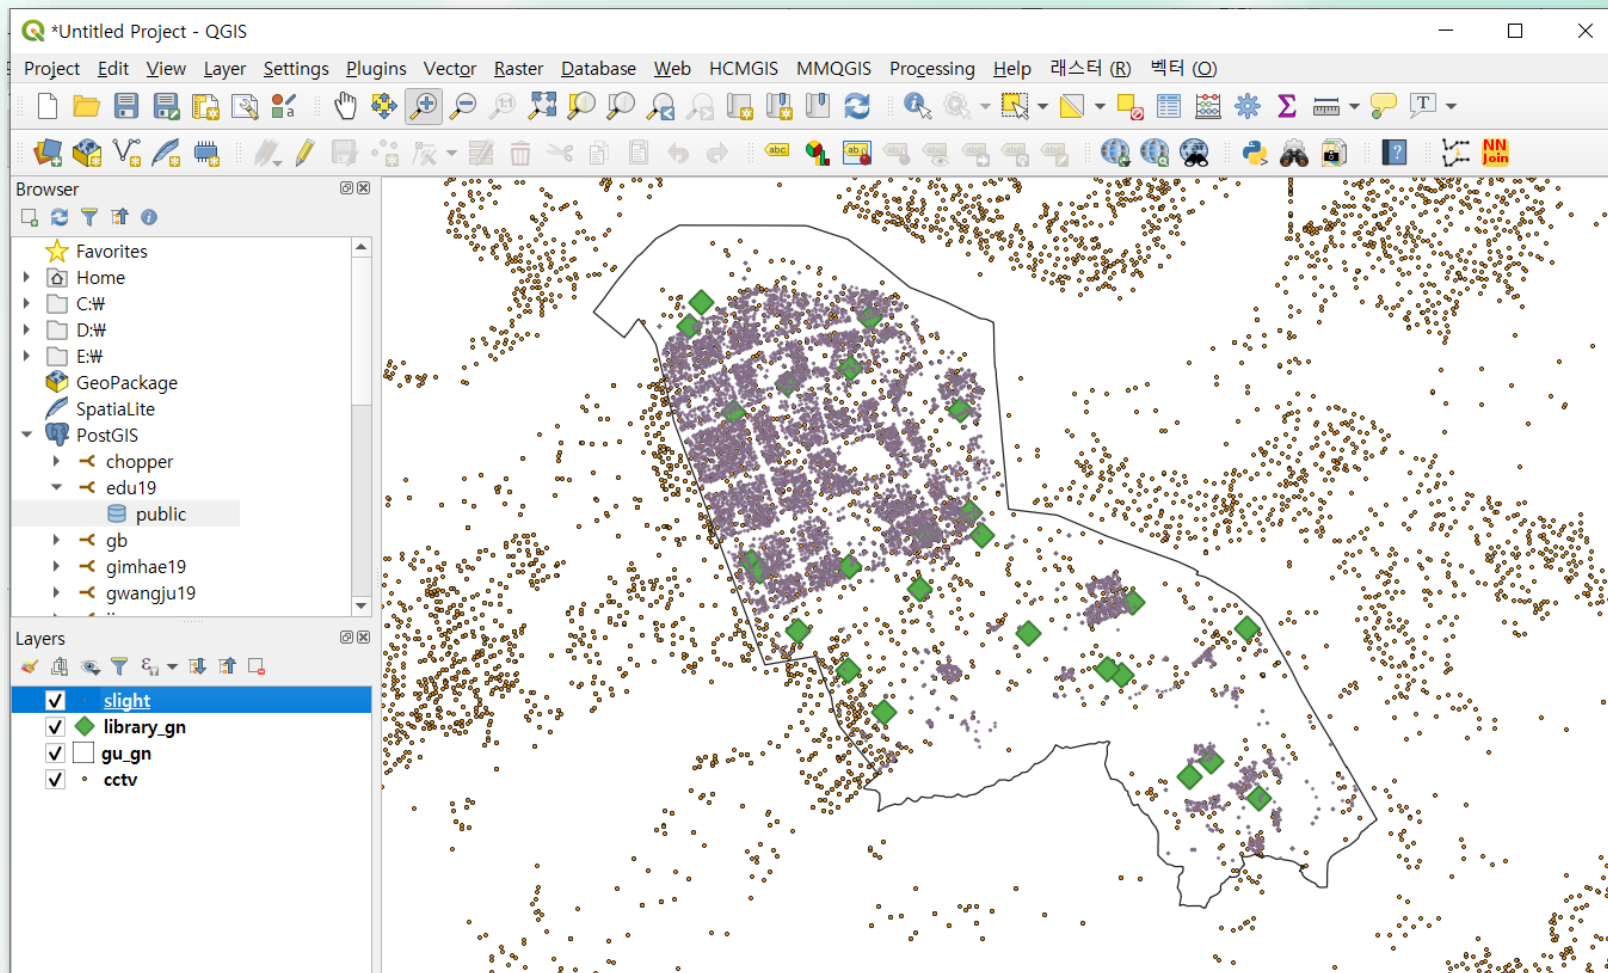 *Untitled Project - QGIS
Project Edit View Layer Settings Plugins Vector Raster Database Web HCMGIS MMQGIS Processing Help 래스터 (R) 벡터 (O)
NN
Join
Browser
Favorites
Home
C:₩
D:₩
E:₩
GeoPackage
SpatiaLite
PostGIS
chopper
edu19
public
gb
gimhae19
gwangju19
Layers
slight
library_gn
gu_gn
cctv